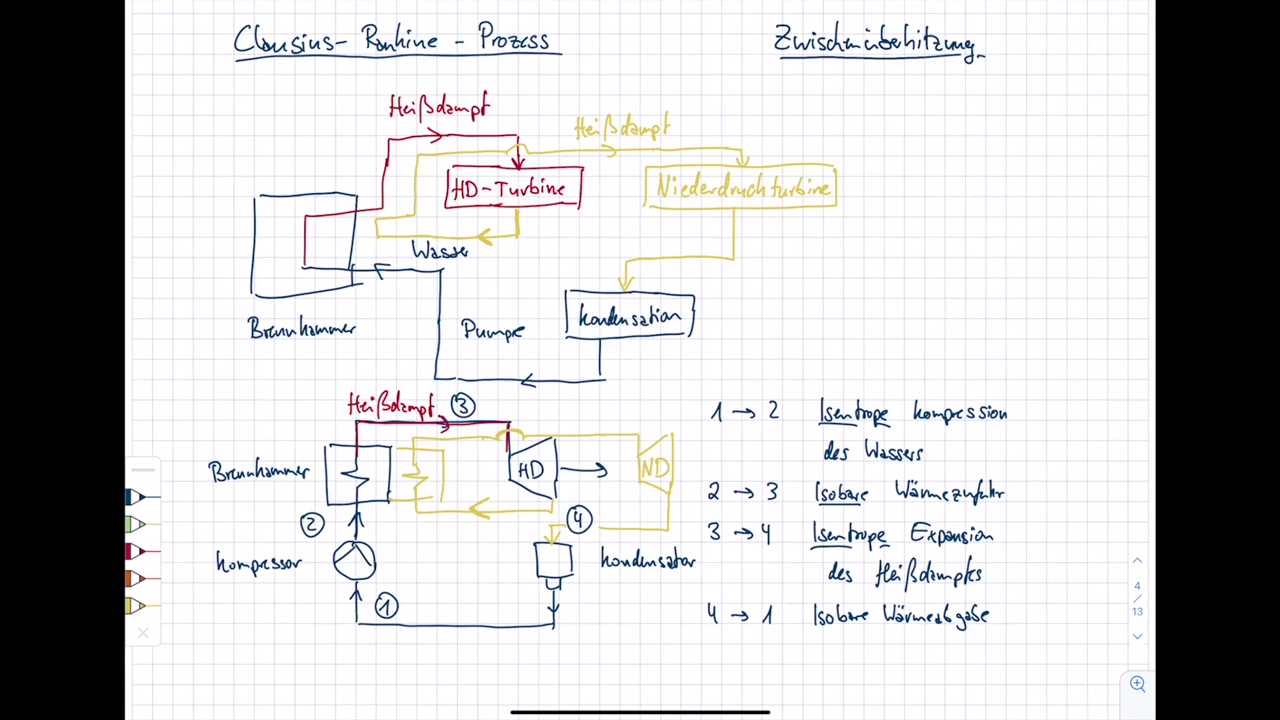 Clausius-Rankine-Prozess
Zwischenüberhitzung
Heißdampf
Heißdampf
HD-Turbine
Niederdruckturbine
Wasser
Brennkammer
Pumpe
Kondensation
Heißdampf
3
1 → 2 Isentrope Kompression
des Wassers
Brennkammer
HD
ND
2 → 3 Isobare Wärmezufuhr
2
4
3 → 4 Isentrope Expansion
des Heißdampfes
Kompressor
Kondensator
1
4 → 1 Isobare Wärmeabgabe
4
/
13